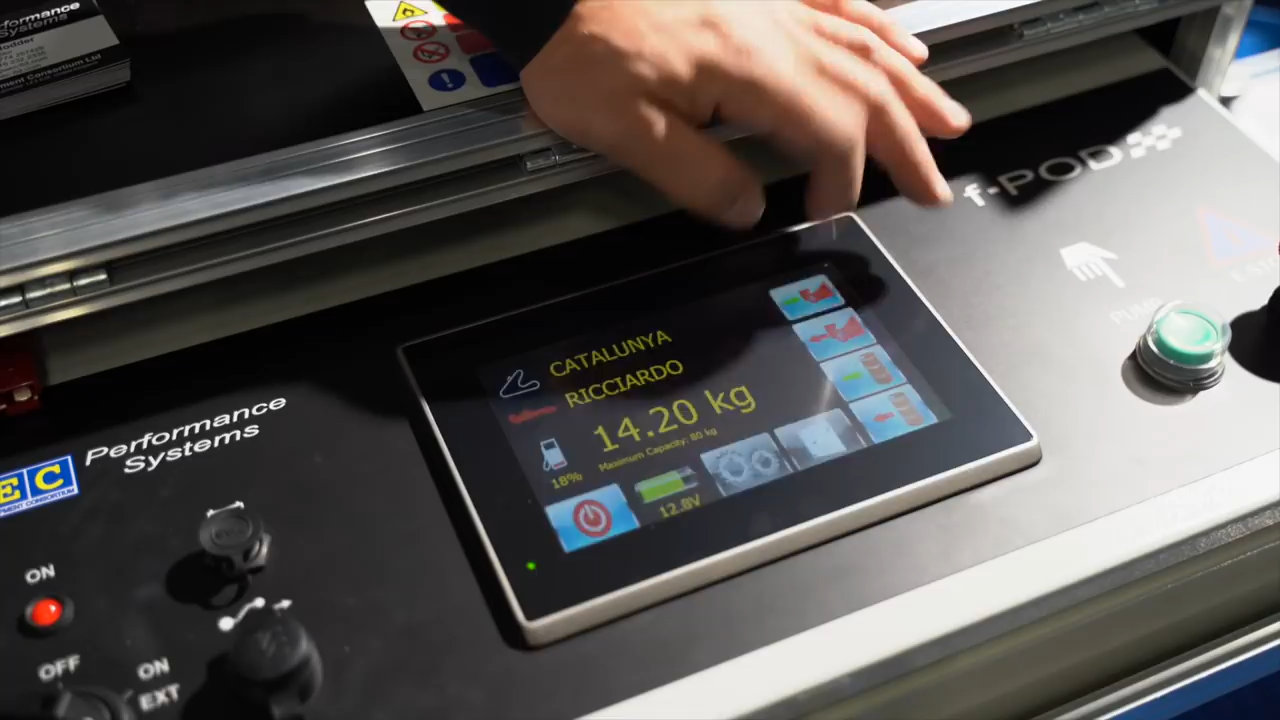 Performance
Systems
f-POD
PUMP
CATALUNYA
RICCIARDO
14.20 kg
Maximum Capacity: 80 kg
18%
12.8V
Performance
Systems
EC
ON
OFF
ON
EXT